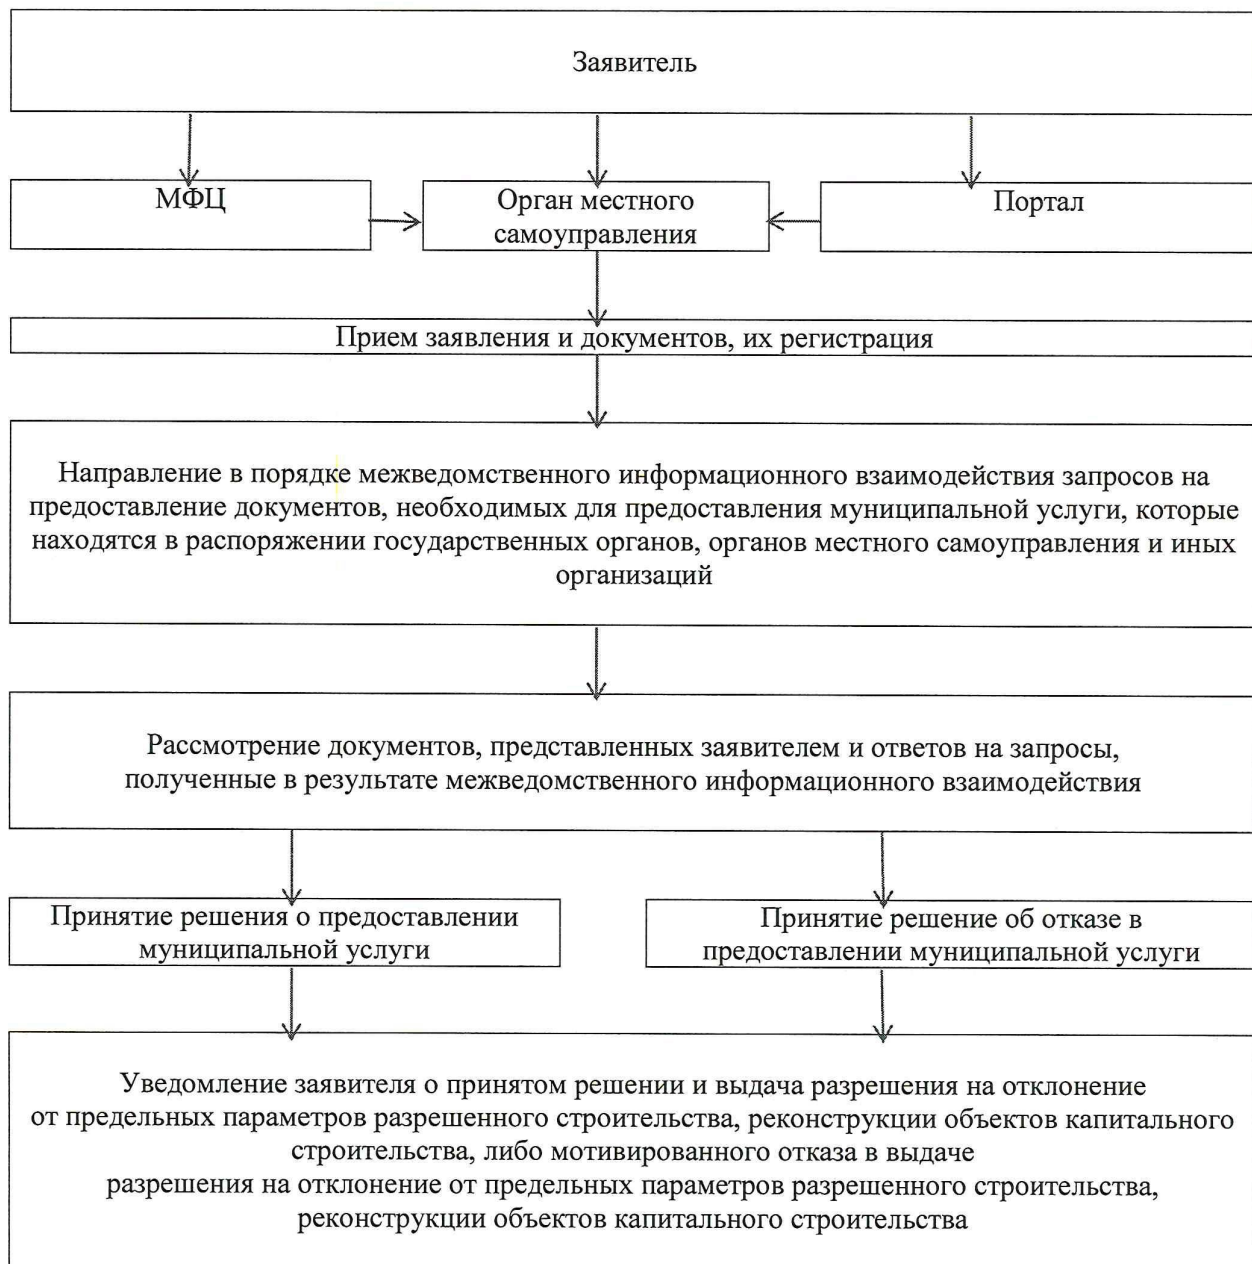 Заявитель
МФЦ
Орган местного
самоуправления
Портал
Прием заявления и документов, их регистрация
Направление в порядке межведомственного информационного взаимодействия запросов на
предоставление документов, необходимых для предоставления муниципальной услуги, которые
находятся в распоряжении государственных органов, органов местного самоуправления и иных
организаций
Рассмотрение документов, представленных заявителем и ответов на запросы,
полученные в результате межведомственного информационного взаимодействия
Принятие решения о предоставлении
муниципальной услуги
Принятие решение об отказе в
предоставлении муниципальной услуги
Уведомление заявителя о принятом решении и выдача разрешения на отклонение
от предельных параметров разрешенного строительства, реконструкции объектов капитального
строительства, либо мотивированного отказа в выдаче
разрешения на отклонение от предельных параметров разрешенного строительства,
реконструкции объектов капитального строительства